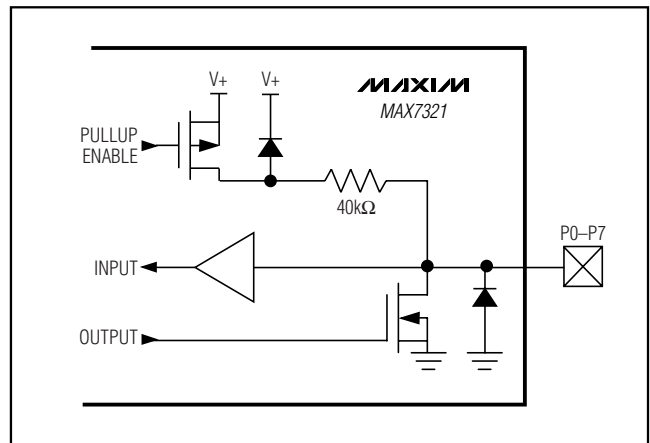 V+ V+
MAXIM
MAX7321
PULLUP
ENABLE
40kΩ
P0–P7
INPUT
OUTPUT